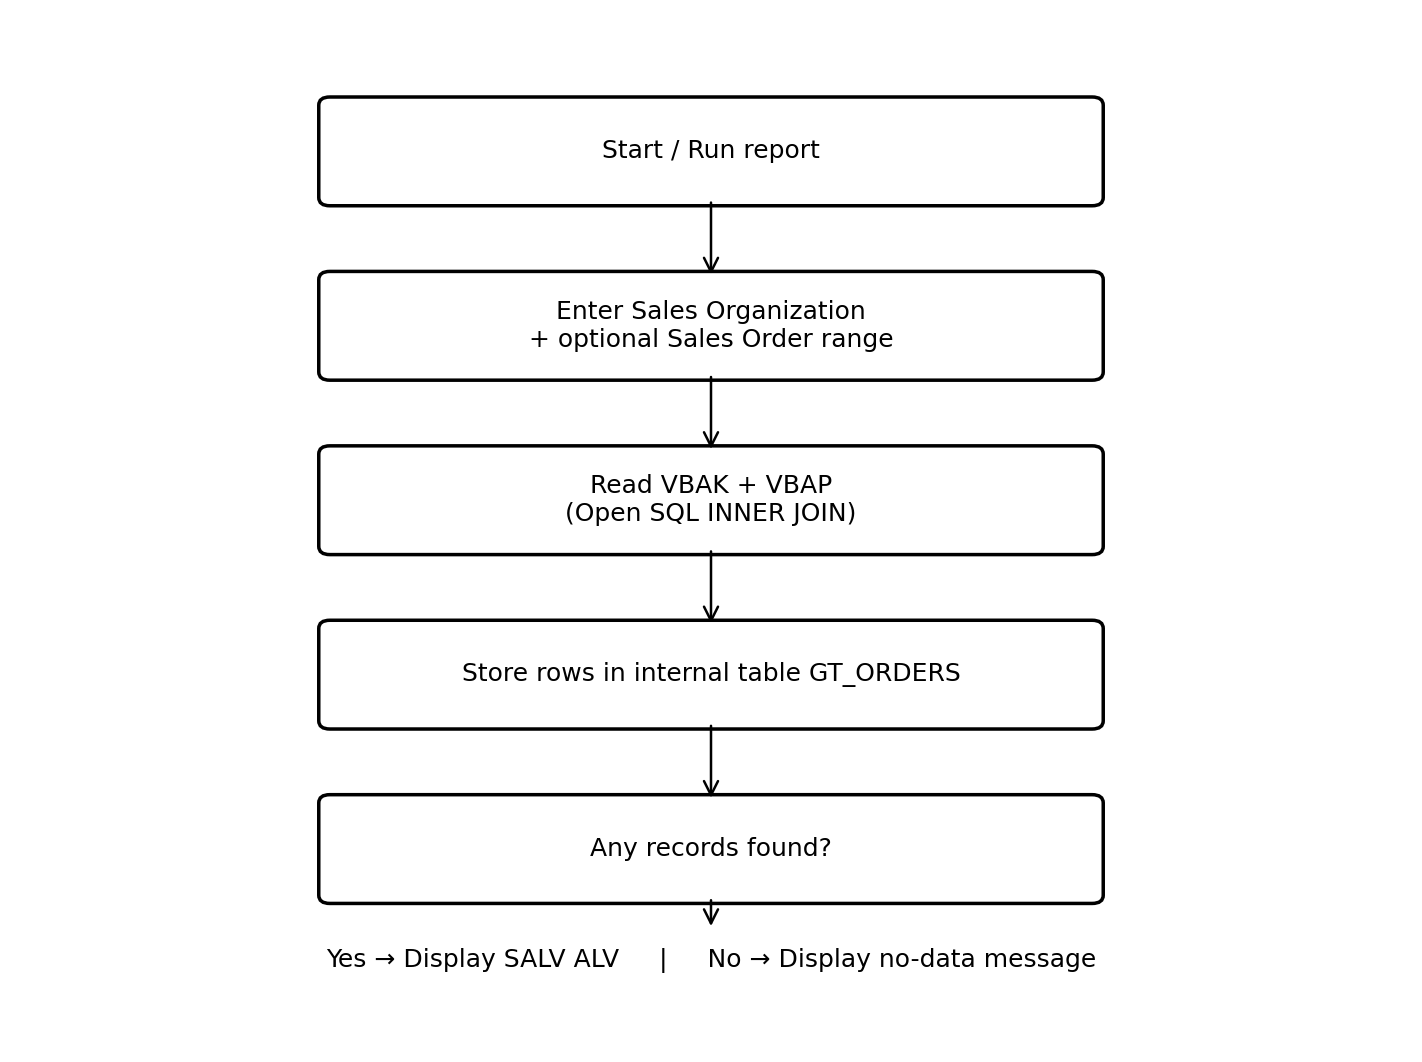 Start / Run report
Enter Sales Organization
+ optional Sales Order range
Read VBAK + VBAP
(Open SQL INNER JOIN)
Store rows in internal table GT_ORDERS
Any records found?
Yes → Display SALV ALV | No → Display no-data message